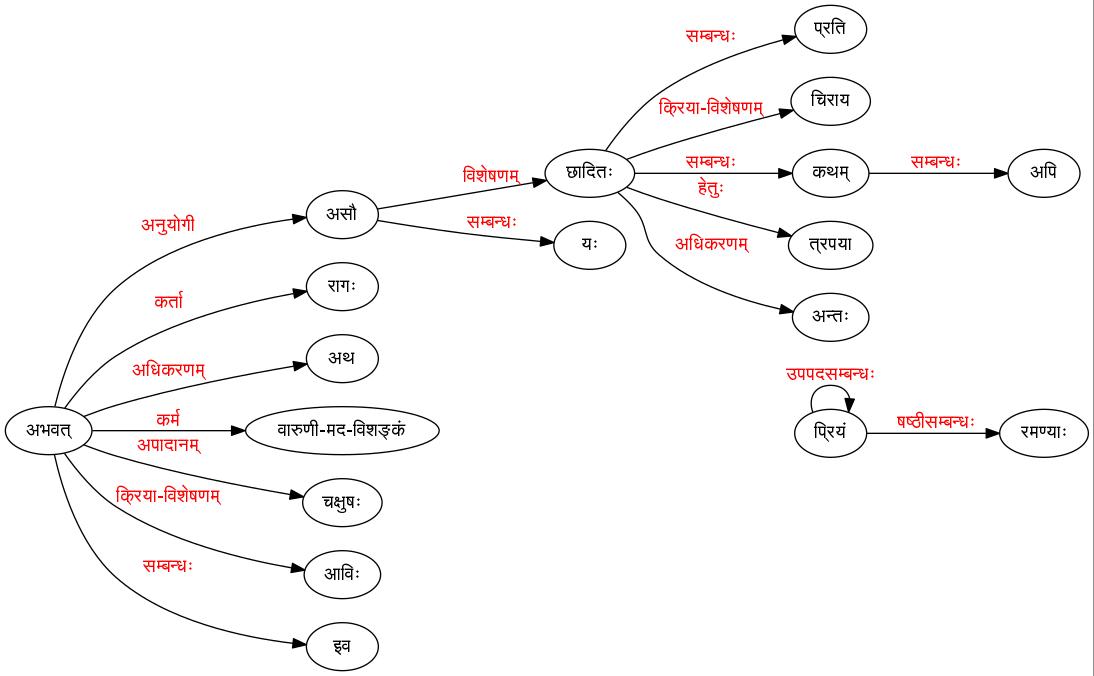 प्रति
सम्बन्धः
चिराय
क्रिया-विशेषणम्
छादितः
सम्बन्धः
कथम्
सम्बन्धः
अपि
विशेषणम्
हेतुः
असौ
अनुयोगी
सम्बन्धः
यः
त्रपया
अधिकरणम्
रागः
कर्ता
अन्तः
अथ
अधिकरणम्
उपपदसम्बन्धः
अभवत्
कर्म
वारुणी-मद-विशङ्कं
प्रियं
षष्ठीसम्बन्धः
रमण्याः
अपादानम्
चक्षुषः
क्रिया-विशेषणम्
आविः
सम्बन्धः
इव